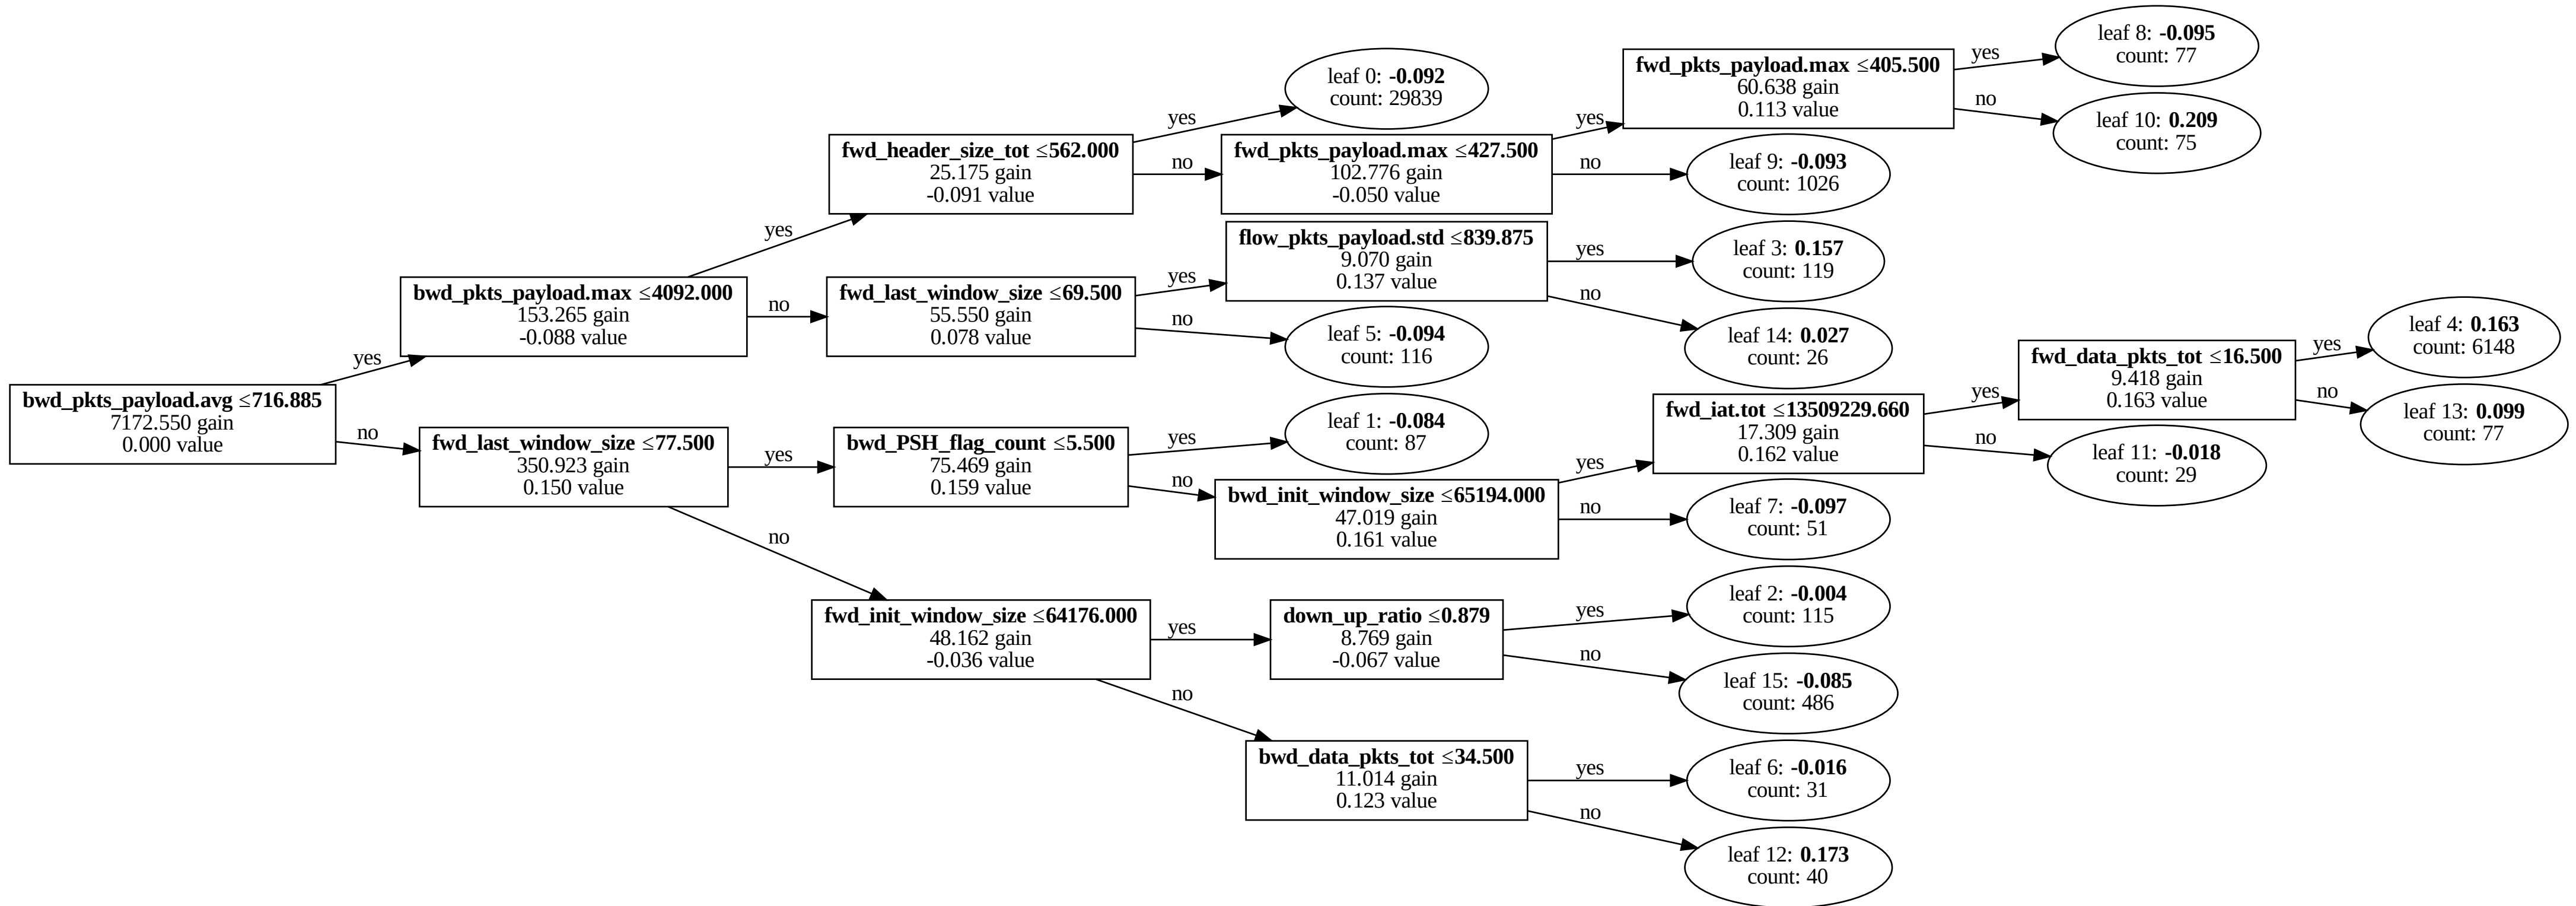 bwd_pkts_payload.avg ≤716.885
7172.550 gain
0.000 value
yes
no
bwd_pkts_payload.max ≤4092.000
153.265 gain
-0.088 value
yes
no
fwd_last_window_size ≤77.500
350.923 gain
0.150 value
yes
no
fwd_header_size_tot ≤562.000
25.175 gain
-0.091 value
yes
no
fwd_last_window_size ≤69.500
55.550 gain
0.078 value
yes
no
bwd_PSH_flag_count ≤5.500
75.469 gain
0.159 value
yes
no
fwd_init_window_size ≤64176.000
48.162 gain
-0.036 value
yes
no
leaf 0: -0.092
count: 29839
fwd_pkts_payload.max ≤427.500
102.776 gain
-0.050 value
yes
no
flow_pkts_payload.std ≤839.875
9.070 gain
0.137 value
yes
no
leaf 5: -0.094
count: 116
leaf 1: -0.084
count: 87
bwd_init_window_size ≤65194.000
47.019 gain
0.161 value
yes
no
down_up_ratio ≤0.879
8.769 gain
-0.067 value
yes
no
bwd_data_pkts_tot ≤34.500
11.014 gain
0.123 value
yes
no
fwd_pkts_payload.max ≤405.500
60.638 gain
0.113 value
yes
no
leaf 9: -0.093
count: 1026
leaf 3: 0.157
count: 119
leaf 14: 0.027
count: 26
fwd_iat.tot ≤13509229.660
17.309 gain
0.162 value
yes
no
leaf 7: -0.097
count: 51
leaf 2: -0.004
count: 115
leaf 15: -0.085
count: 486
leaf 6: -0.016
count: 31
leaf 12: 0.173
count: 40
leaf 8: -0.095
count: 77
leaf 10: 0.209
count: 75
fwd_data_pkts_tot ≤16.500
9.418 gain
0.163 value
yes
no
leaf 11: -0.018
count: 29
leaf 4: 0.163
count: 6148
leaf 13: 0.099
count: 77